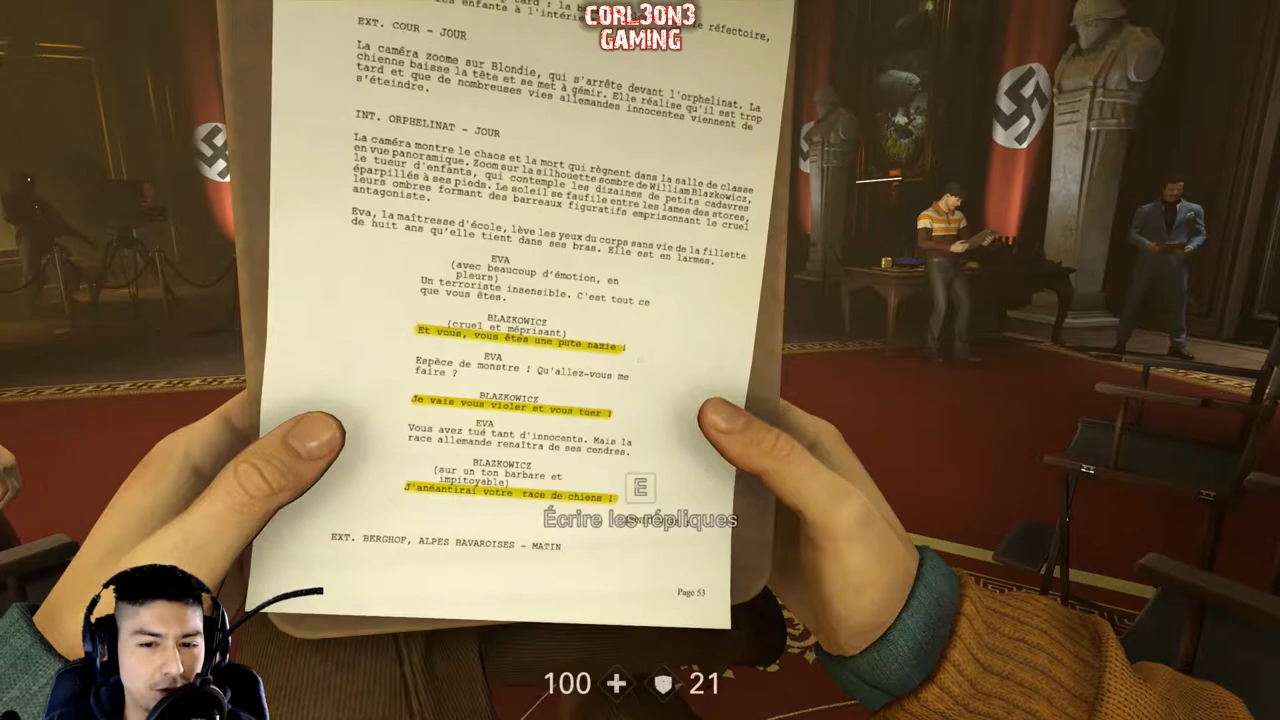 CORL3ON3
GAMING
réfectoire,
EXT. COUR - JOUR
La caméra zoome sur Blondie, qui s'arrête devant l'orphelinat. La
chienne baisse la tête et se met à gémir. Elle réalise qu'il est trop
tard et que de nombreuses vies allemandes innocentes viennent de
s'éteindre.
INT. ORPHELINAT - JOUR
La caméra montre le chaos et la mort qui règnent dans la salle de classe
en vue panoramique. Zoom sur la silhouette sombre de William Blazkowicz,
le tueur d'enfants, qui contemple les dizaines de petits cadavres
éparpillés à ses pieds. Le soleil se faufile entre les lames des stores,
leurs ombres formant des barreaux figuratifs emprisonnant le cruel
antagoniste.
Eva, la maîtresse d'école, lève les yeux du corps sans vie de la fillette
de huit ans qu'elle tient dans ses bras. Elle est en larmes.
EVA
(avec beaucoup d'émotion, en
pleurs)
Un terroriste insensible. C'est tout ce
que vous êtes.
BLAZKOWICZ
(cruel et méprisant)
Et vous, vous êtes une pute nazie !
EVA
Espèce de monstre ! Qu'allez-vous me
faire ?
BLAZKOWICZ
Je vais vous violer et vous tuer !
EVA
Vous avez tué tant d'innocents. Mais la
race allemande renaîtra de ses cendres.
BLAZKOWICZ
(sur un ton barbare et
impitoyable)
J'anéantirai votre race de chiens !
E
Écrire les répliques
EXT. BERGHOF, ALPES BAVAROISES - MATIN
Page 53
100 21